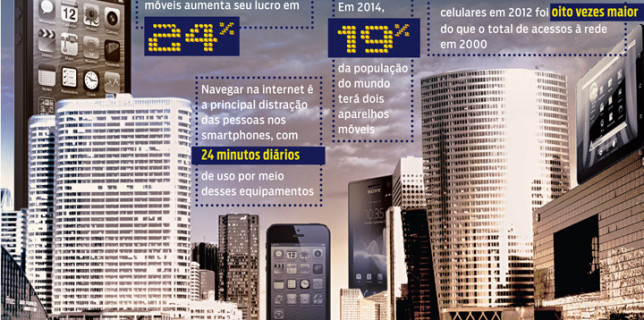 móveis aumenta seu lucro em
24%
Navegar na internet é
a principal distração
das pessoas nos
smartphones, com
24 minutos diários
de uso por meio
desses equipamentos
Em 2014,
19%
da população
do mundo
terá dois
aparelhos
móveis
celulares em 2012 foi oito vezes maior
do que o total de acessos à rede
em 2000
SONY
12